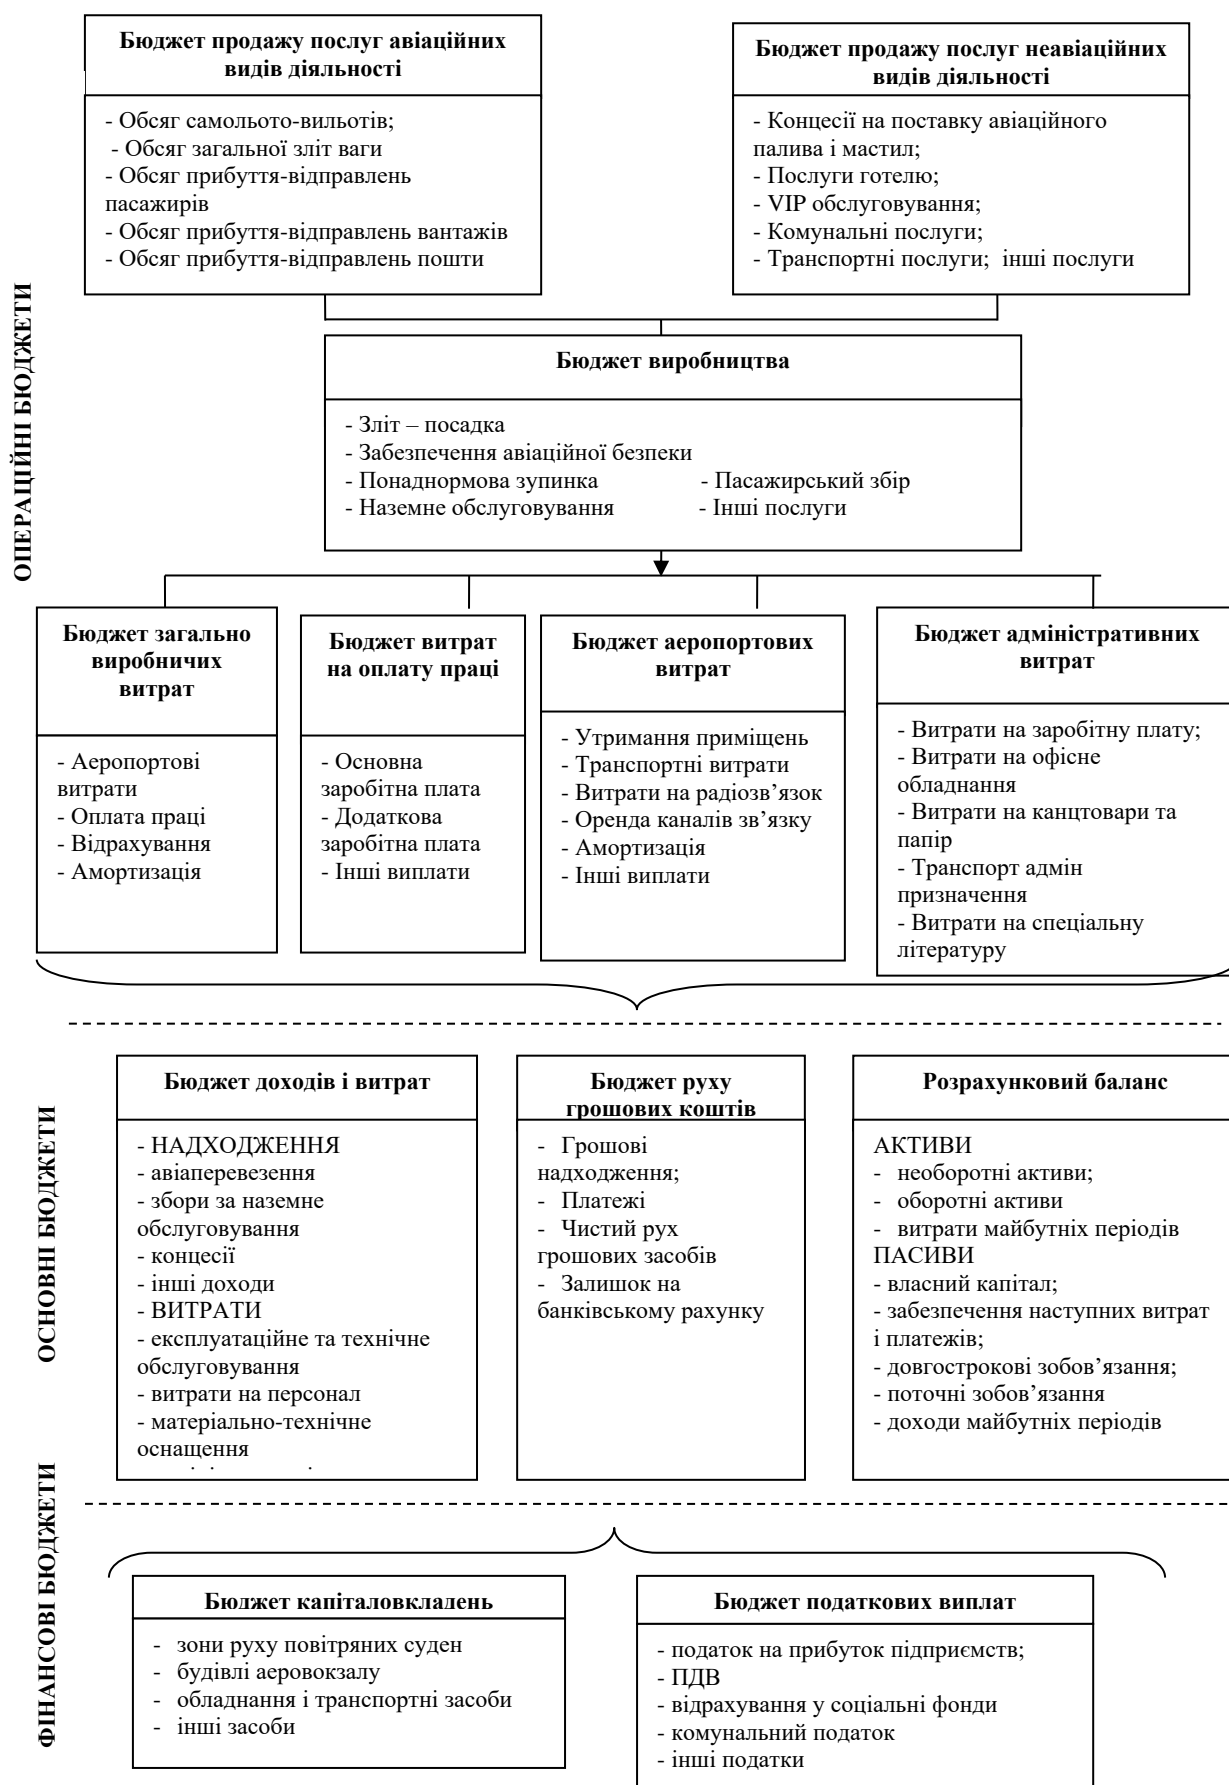 Бюджет продажу послуг авіаційних
видів діяльності
- Обсяг самольото-вильотів;
- Обсяг загальної зліт ваги
- Обсяг прибуття-відправлень
пасажирів
- Обсяг прибуття-відправлень вантажів
- Обсяг прибуття-відправлень пошти
Бюджет продажу послуг неавіаційних
видів діяльності
- Концесії на поставку авіаційного
палива і мастил;
- Послуги готелю;
- VIP обслуговування;
- Комунальні послуги;
- Транспортні послуги; інші послуги
ОПЕРАЦІЙНІ БЮДЖЕТИ
Бюджет виробництва
- Зліт – посадка
- Забезпечення авіаційної безпеки
- Понаднормова зупинка - Пасажирський збір
- Наземне обслуговування - Інші послуги
Бюджет загально
виробничих
витрат
- Аеропортові
витрати
- Оплата праці
- Відрахування
- Амортизація
Бюджет витрат
на оплату праці
- Основна
заробітна плата
- Додаткова
заробітна плата
- Інші виплати
Бюджет аеропортових
витрат
- Утримання приміщень
- Транспортні витрати
- Витрати на радіозв’язок
- Оренда каналів зв’язку
- Амортизація
- Інші виплати
Бюджет адміністративних
витрат
- Витрати на заробітну плату;
- Витрати на офісне
обладнання
- Витрати на канцтовари та
папір
- Транспорт адмін
призначення
- Витрати на спеціальну
літературу
ОСНОВНІ БЮДЖЕТИ
Бюджет доходів і витрат
- НАДХОДЖЕННЯ
- авіаперевезення
- збори за наземне
обслуговування
- концесії
- інші доходи
- ВИТРАТИ
- експлуатаційне та технічне
обслуговування
- витрати на персонал
- матеріально-технічне
оснащення
Бюджет руху
грошових коштів
- Грошові
надходження;
- Платежі
- Чистий рух
грошових засобів
- Залишок на
банківському рахунку
Розрахунковий баланс
АКТИВИ
- необоротні активи;
- оборотні активи
- витрати майбутніх періодів
ПАСИВИ
- власний капітал;
- забезпечення наступних витрат
і платежів;
- довгострокові зобов’язання;
- поточні зобов’язання
- доходи майбутніх періодів
ФІНАНСОВІ БЮДЖЕТИ
Бюджет капіталовкладень
- зони руху повітряних суден
- будівлі аеровокзалу
- обладнання і транспортні засоби
- інші засоби
Бюджет податкових виплат
- податок на прибуток підприємств;
- ПДВ
- відрахування у соціальні фонди
- комунальний податок
- інші податки